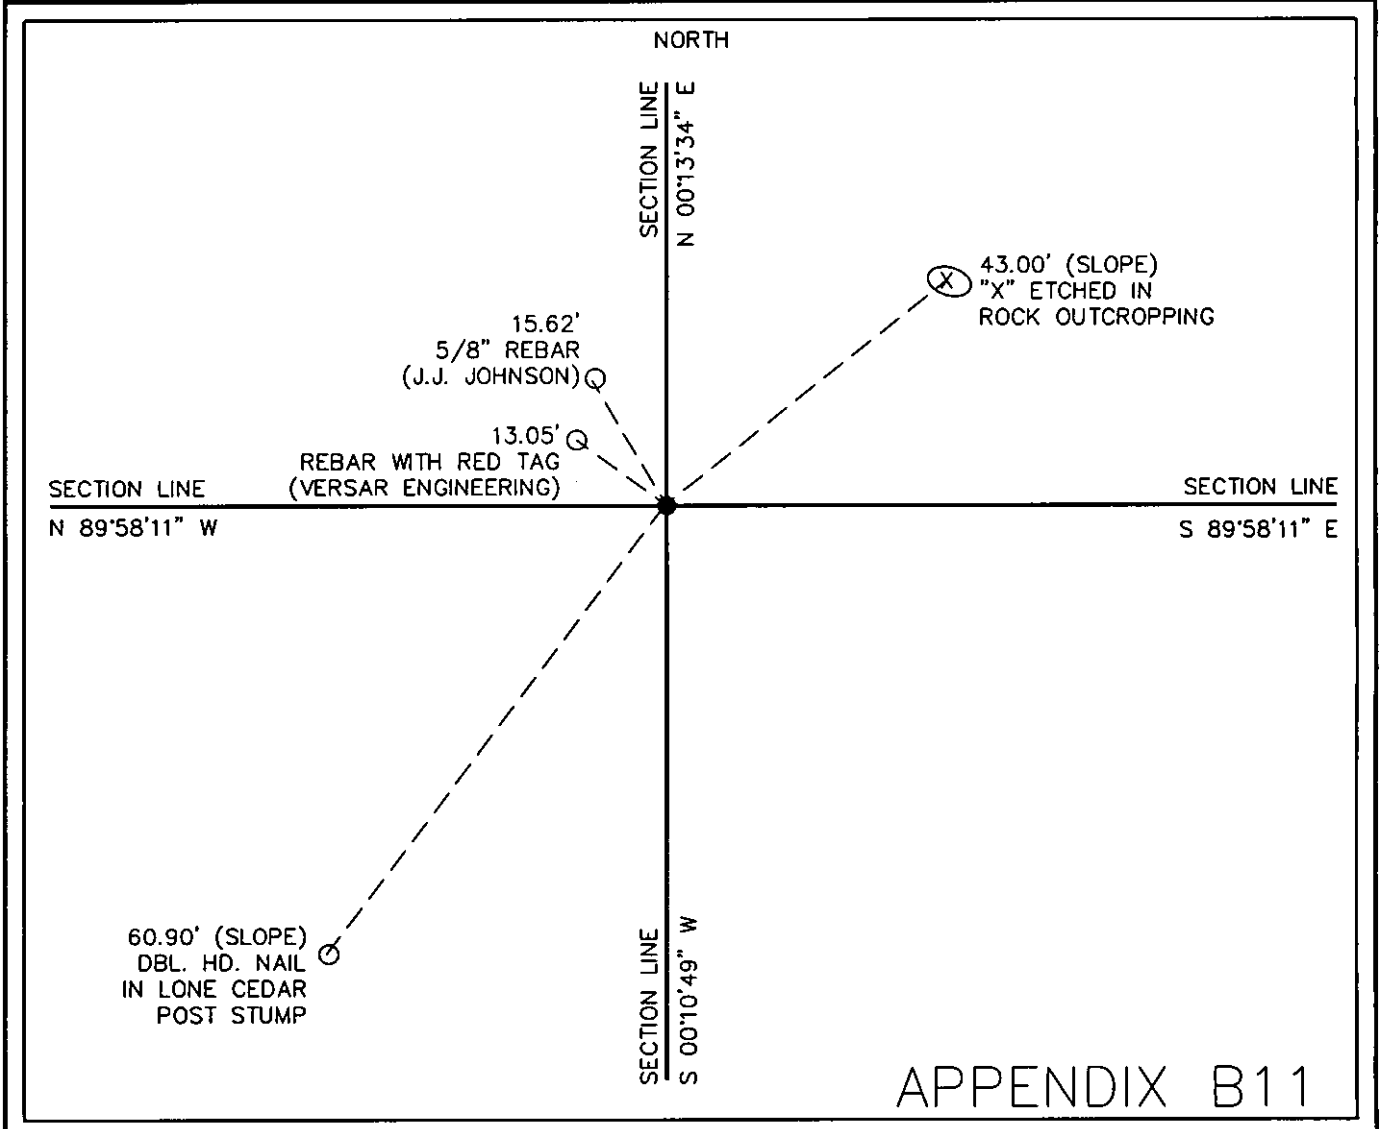 NORTH
SECTION LINE
N 00°13'34" E
43.00' (SLOPE)
"X" ETCHED IN
ROCK OUTCROPPING
X
15.62'
5/8" REBAR
(J.J. JOHNSON)
13.05'
REBAR WITH RED TAG
(VERSAR ENGINEERING)
SECTION LINE
N 89°58'11" W
SECTION LINE
S 89°58'11" E
60.90' (SLOPE)
DBL. HD. NAIL
IN LONE CEDAR
POST STUMP
SECTION LINE
S 00°10'49" W
APPENDIX B11